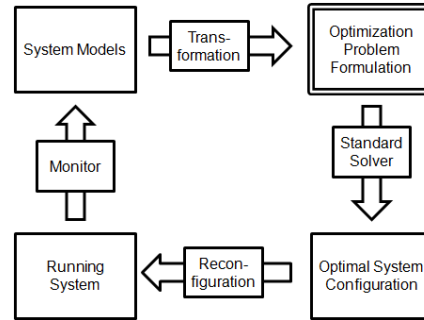 System Models
Trans-
formation
Optimization
Problem
Formulation
Monitor
Standard
Solver
Running
System
Recon-
figuration
Optimal System
Configuration